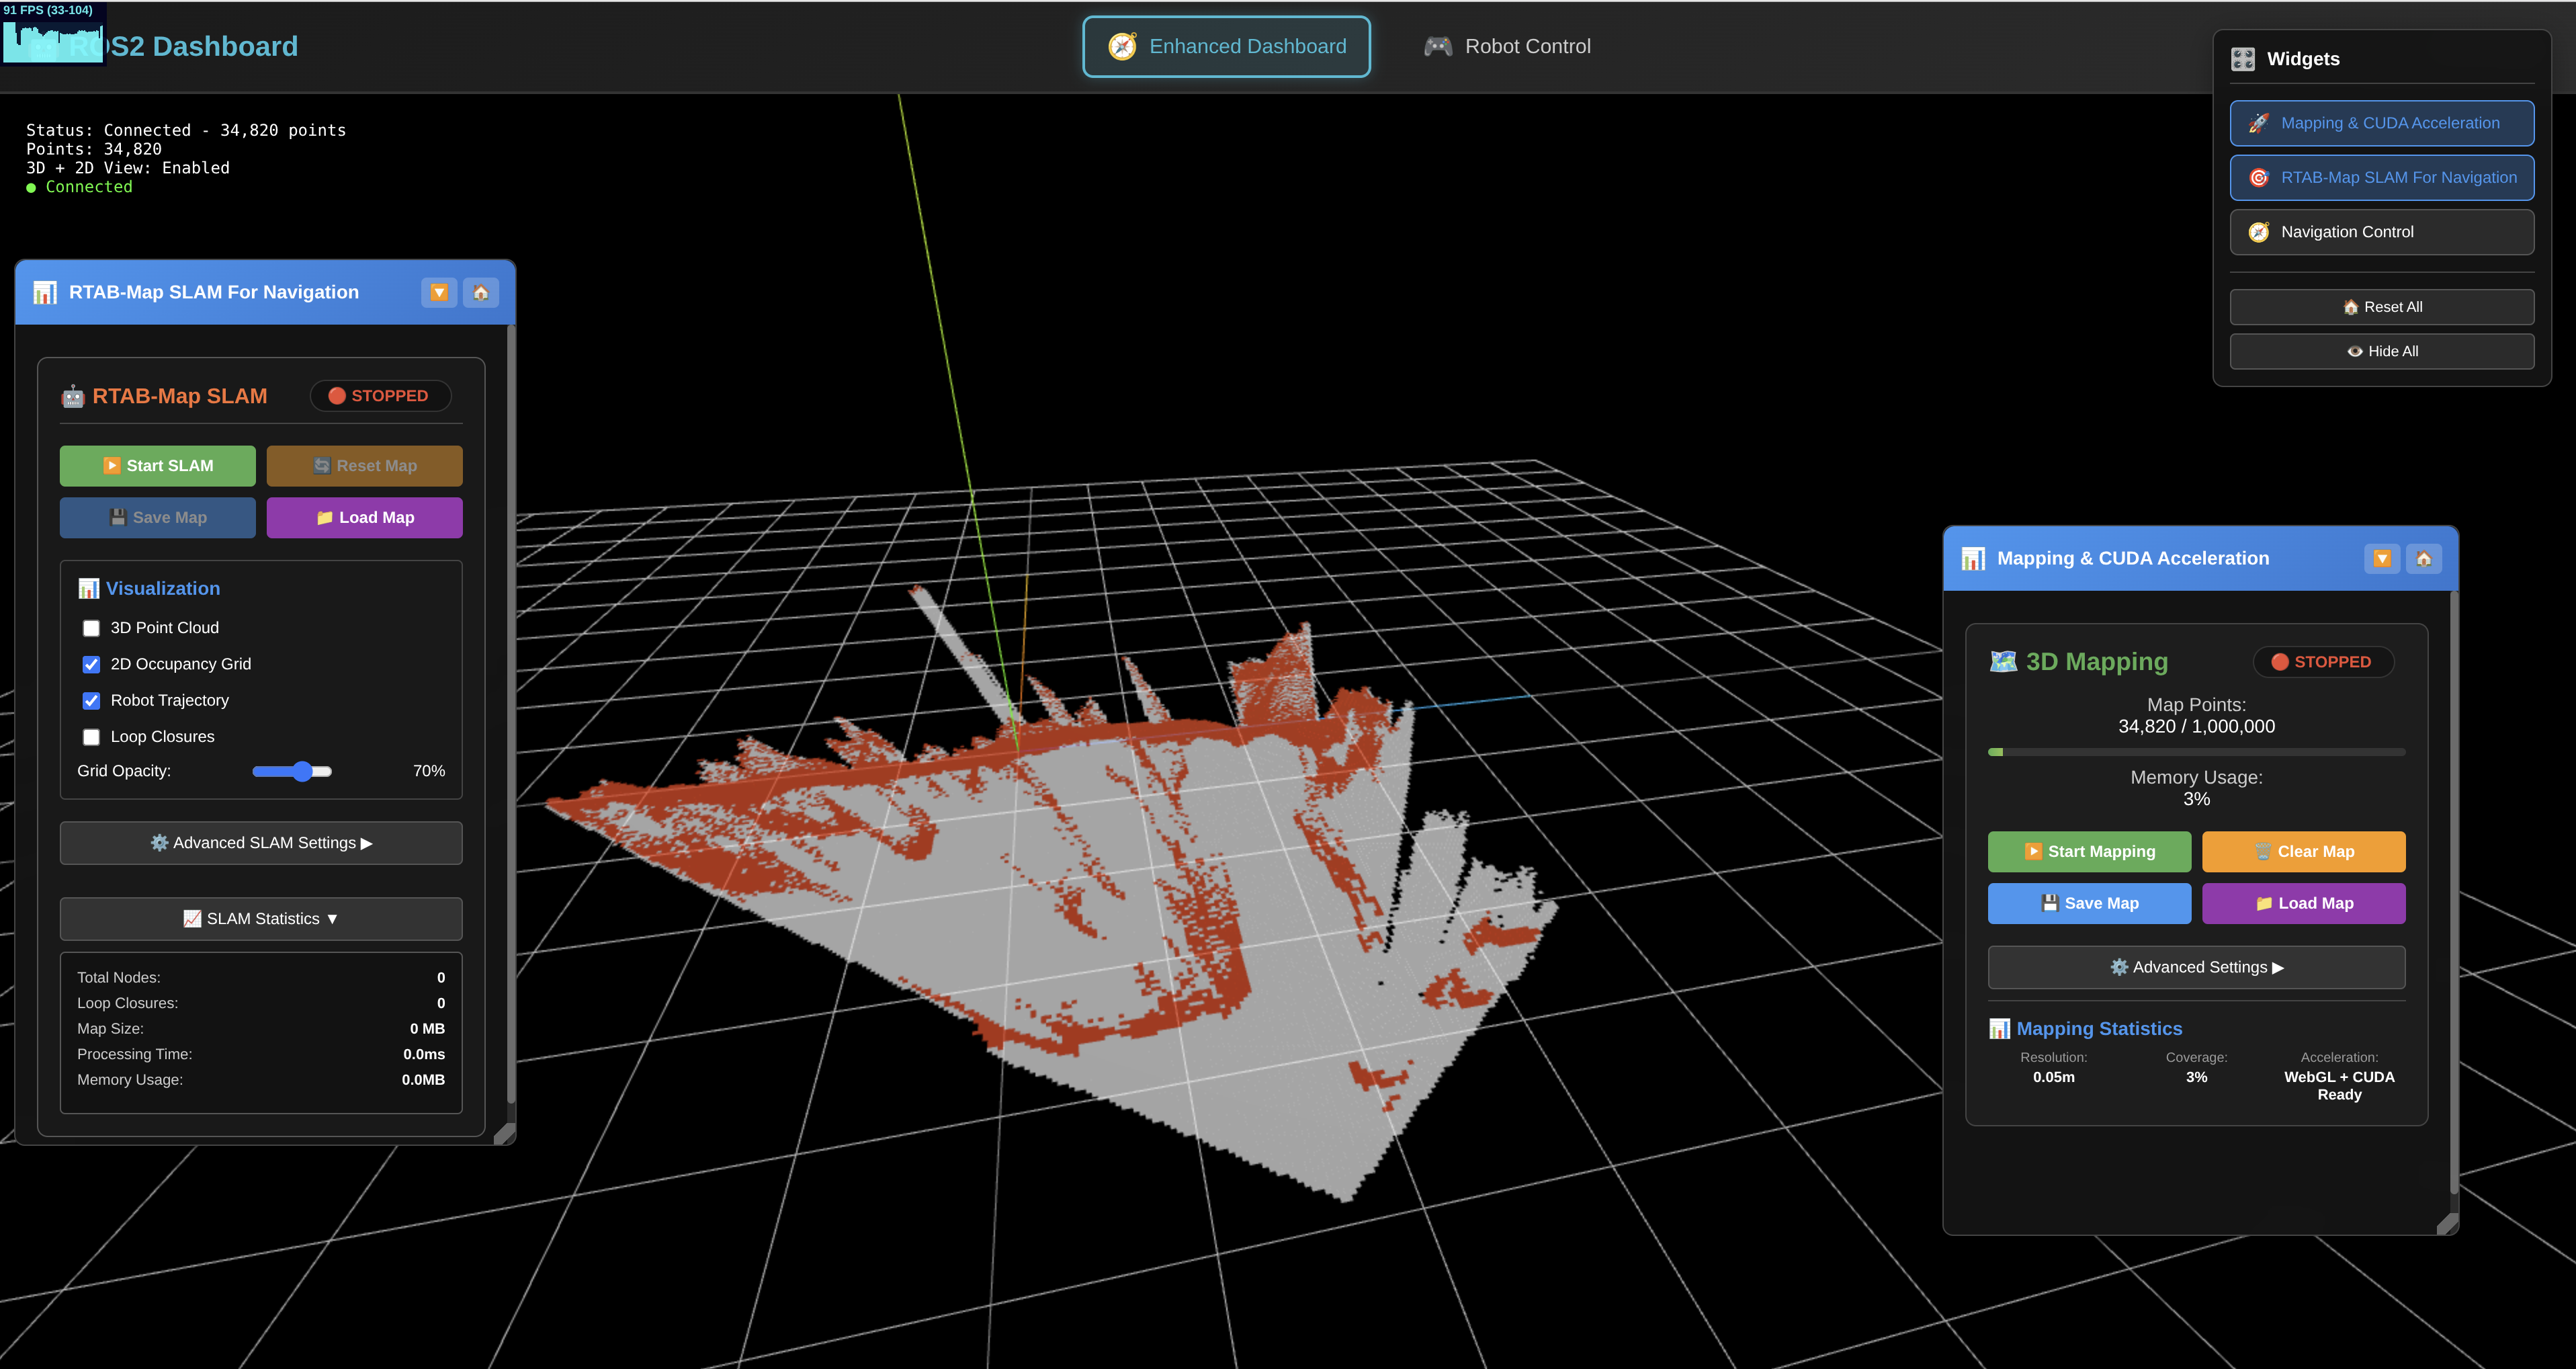 91 FPS (33-104)
ROS2 Dashboard
Enhanced Dashboard
Robot Control
Widgets
Mapping & CUDA Acceleration
RTAB-Map SLAM For Navigation
Navigation Control
Reset All
Hide All
Status: Connected - 34,820 points
Points: 34,820
3D + 2D View: Enabled
● Connected
RTAB-Map SLAM For Navigation
RTAB-Map SLAM
STOPPED
Start SLAM
Reset Map
Save Map
Load Map
Visualization
3D Point Cloud
2D Occupancy Grid
Robot Trajectory
Loop Closures
Grid Opacity: 70%
Advanced SLAM Settings ▶
SLAM Statistics ▼
Total Nodes: 0
Loop Closures: 0
Map Size: 0 MB
Processing Time: 0.0ms
Memory Usage: 0.0MB
Mapping & CUDA Acceleration
3D Mapping
STOPPED
Map Points:
34,820 / 1,000,000
Memory Usage:
3%
Start Mapping
Clear Map
Save Map
Load Map
Advanced Settings ▶
Mapping Statistics
Resolution: Coverage: Acceleration:
0.05m 3% WebGL + CUDA
Ready